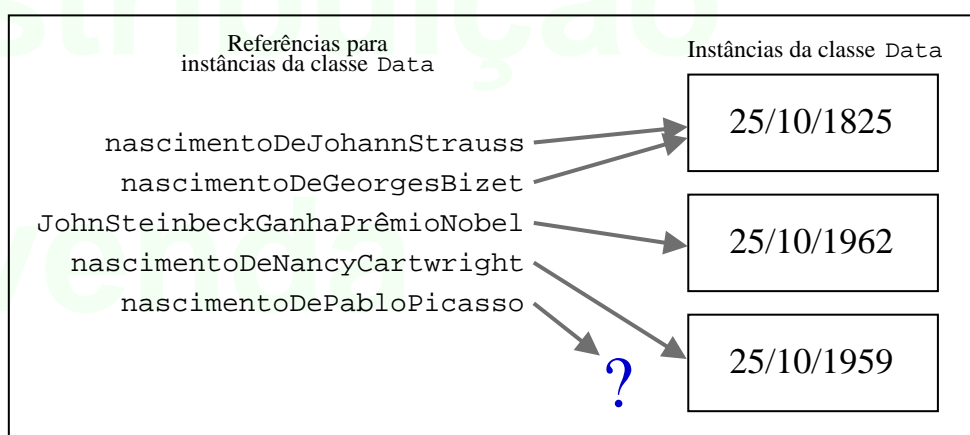 Referências para
instâncias da classe Data
Instâncias da classe Data
nascimentoDeJohannStrauss
nascimentoDeGeorgesBizet
JohnSteinbeckGanhaPrêmioNobel
nascimentoDeNancyCartwright
nascimentoDePabloPicasso
?
25/10/1825
25/10/1962
25/10/1959
venda